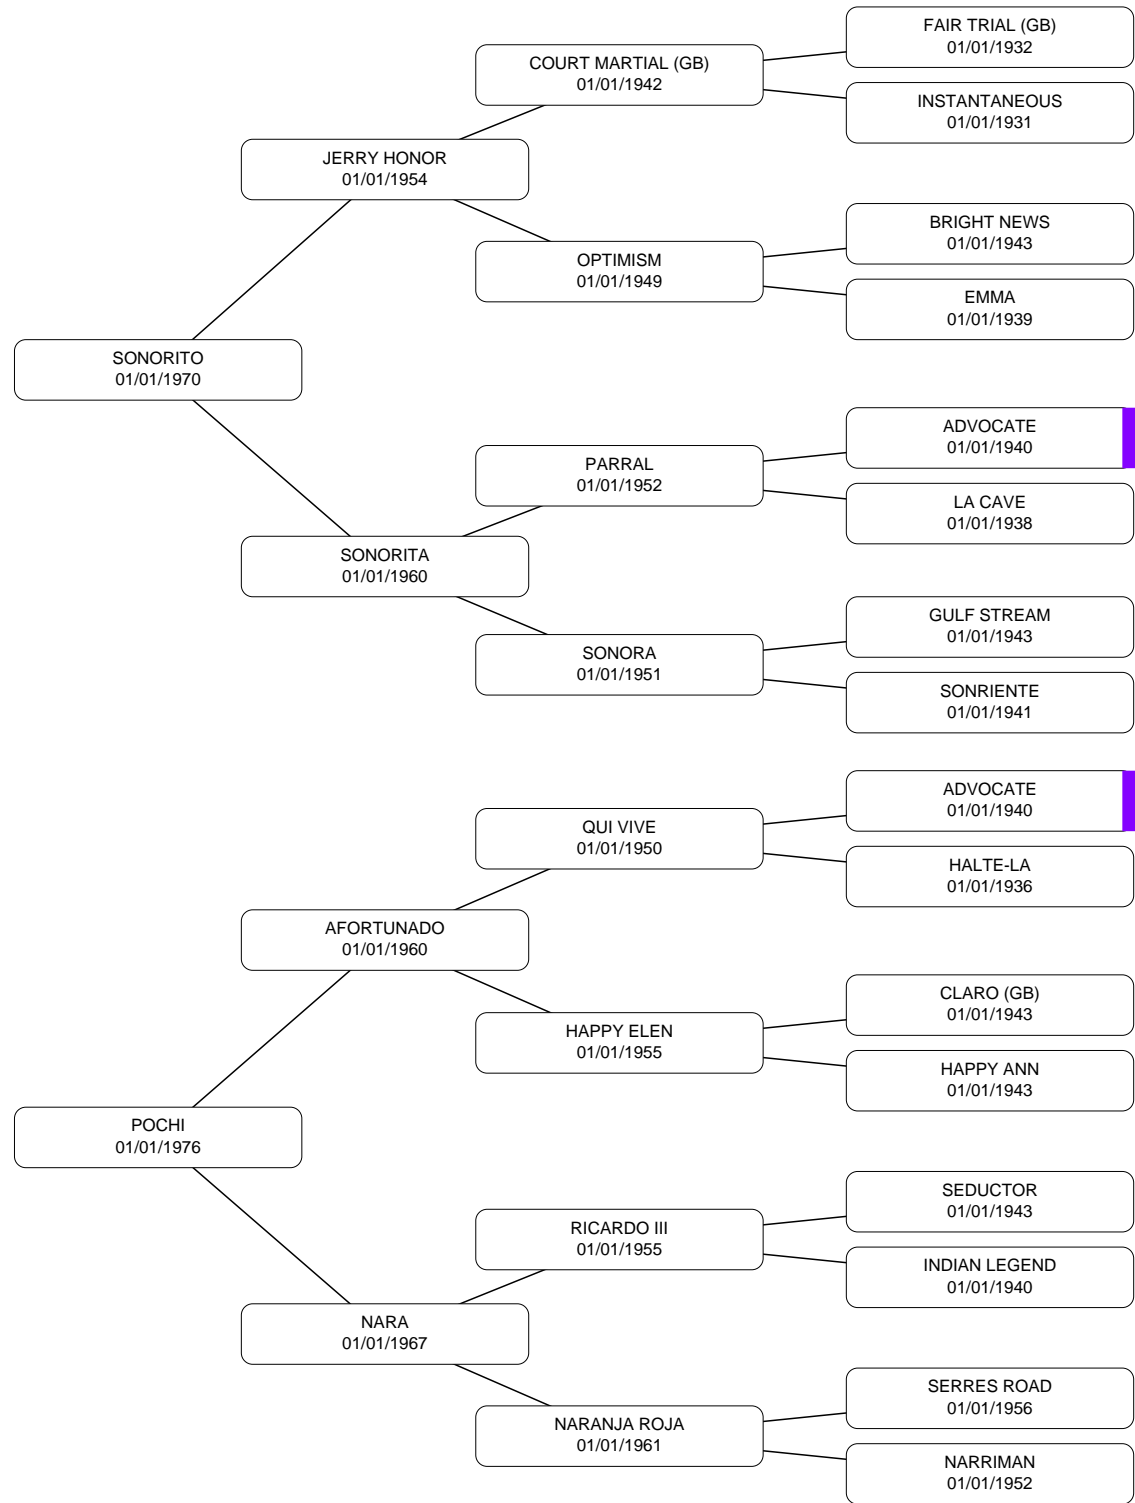 FAIR TRIAL (GB)
01/01/1932
COURT MARTIAL (GB)
01/01/1942
INSTANTANEOUS
01/01/1931
JERRY HONOR
01/01/1954
BRIGHT NEWS
01/01/1943
OPTIMISM
01/01/1949
EMMA
01/01/1939
SONORITO
01/01/1970
ADVOCATE
01/01/1940
PARRAL
01/01/1952
LA CAVE
01/01/1938
SONORITA
01/01/1960
GULF STREAM
01/01/1943
SONORA
01/01/1951
SONRIENTE
01/01/1941
ADVOCATE
01/01/1940
QUI VIVE
01/01/1950
HALTE-LA
01/01/1936
AFORTUNADO
01/01/1960
CLARO (GB)
01/01/1943
HAPPY ELEN
01/01/1955
HAPPY ANN
01/01/1943
POCHI
01/01/1976
SEDUCTOR
01/01/1943
RICARDO III
01/01/1955
INDIAN LEGEND
01/01/1940
NARA
01/01/1967
SERRES ROAD
01/01/1956
NARANJA ROJA
01/01/1961
NARRIMAN
01/01/1952